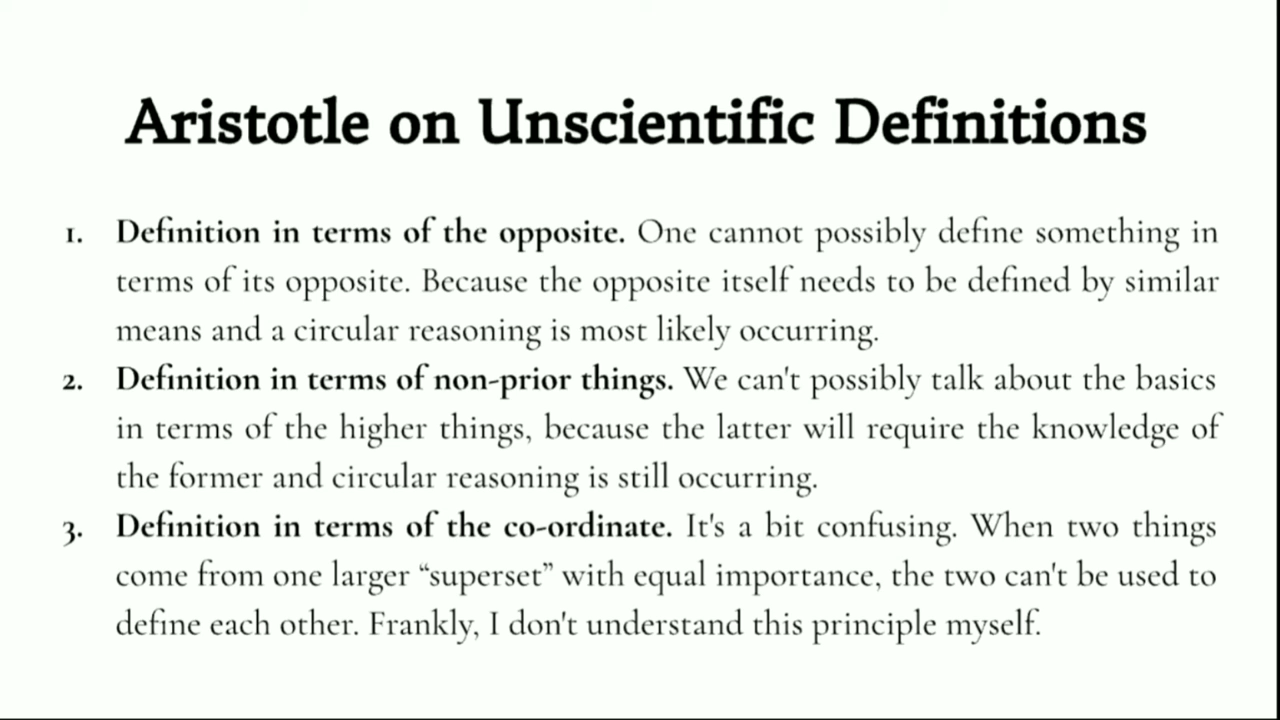 Aristotle on Unscientific Definitions
1. Definition in terms of the opposite. One cannot possibly define something in
terms of its opposite. Because the opposite itself needs to be defined by similar
means and a circular reasoning is most likely occurring.
2. Definition in terms of non-prior things. We can't possibly talk about the basics
in terms of the higher things, because the latter will require the knowledge of
the former and circular reasoning is still occurring.
3. Definition in terms of the co-ordinate. It's a bit confusing. When two things
come from one larger “superset” with equal importance, the two can't be used to
define each other. Frankly, I don't understand this principle myself.